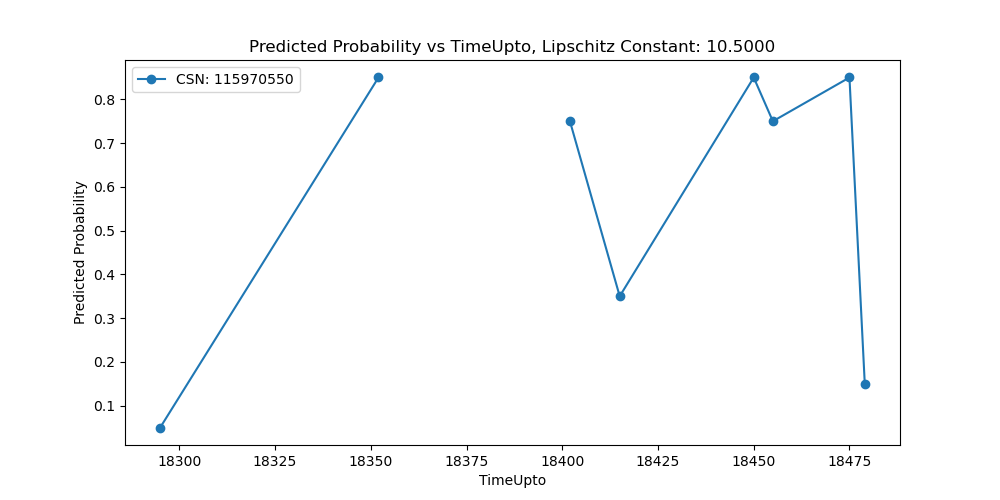 Predicted Probability vs TimeUpto, Lipschitz Constant: 10.5000
CSN: 115970550
Predicted Probability
0.8
0.7
0.6
0.5
0.4
0.3
0.2
0.1
18300 18325 18350 18375 18400 18425 18450 18475
TimeUpto